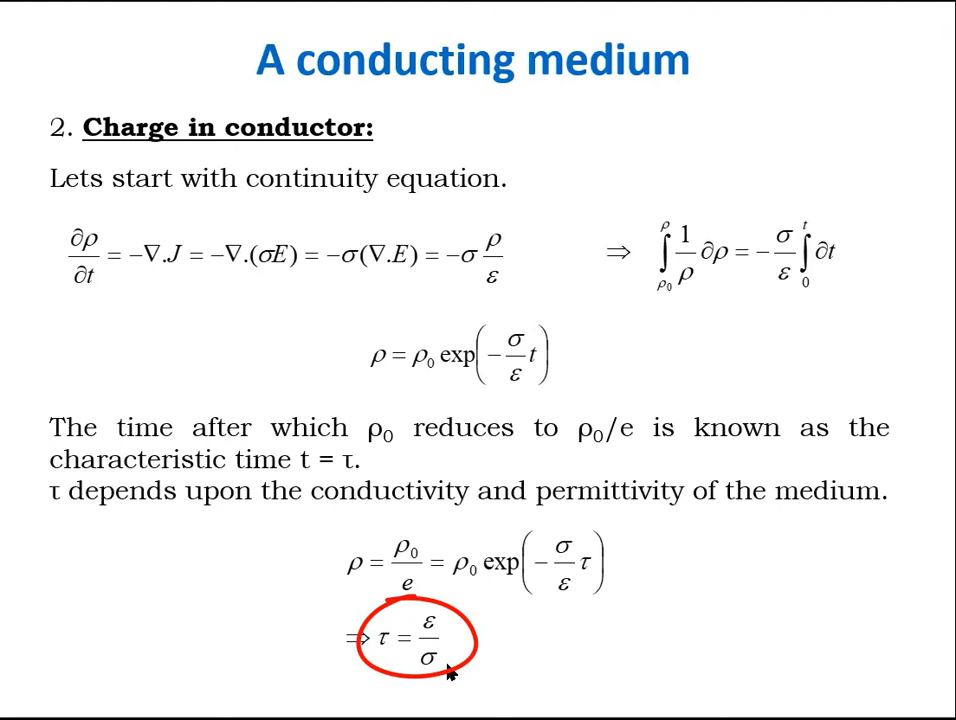 A conducting medium
2. Charge in conductor:
Lets start with continuity equation.
∂ρ/∂t = −∇.J = −∇.(σE) = −σ(∇.E) = −σ ρ/ε ⇒ ∫_{ρ₀}^{ρ} 1/ρ ∂ρ = − σ/ε ∫_{0}^{t} ∂t
ρ = ρ₀ exp(− σ/ε t)
The time after which ρ₀ reduces to ρ₀/e is known as the
characteristic time t = τ.
τ depends upon the conductivity and permittivity of the medium.
ρ = ρ₀/e = ρ₀ exp(− σ/ε τ)
⇒ τ = ε/σ